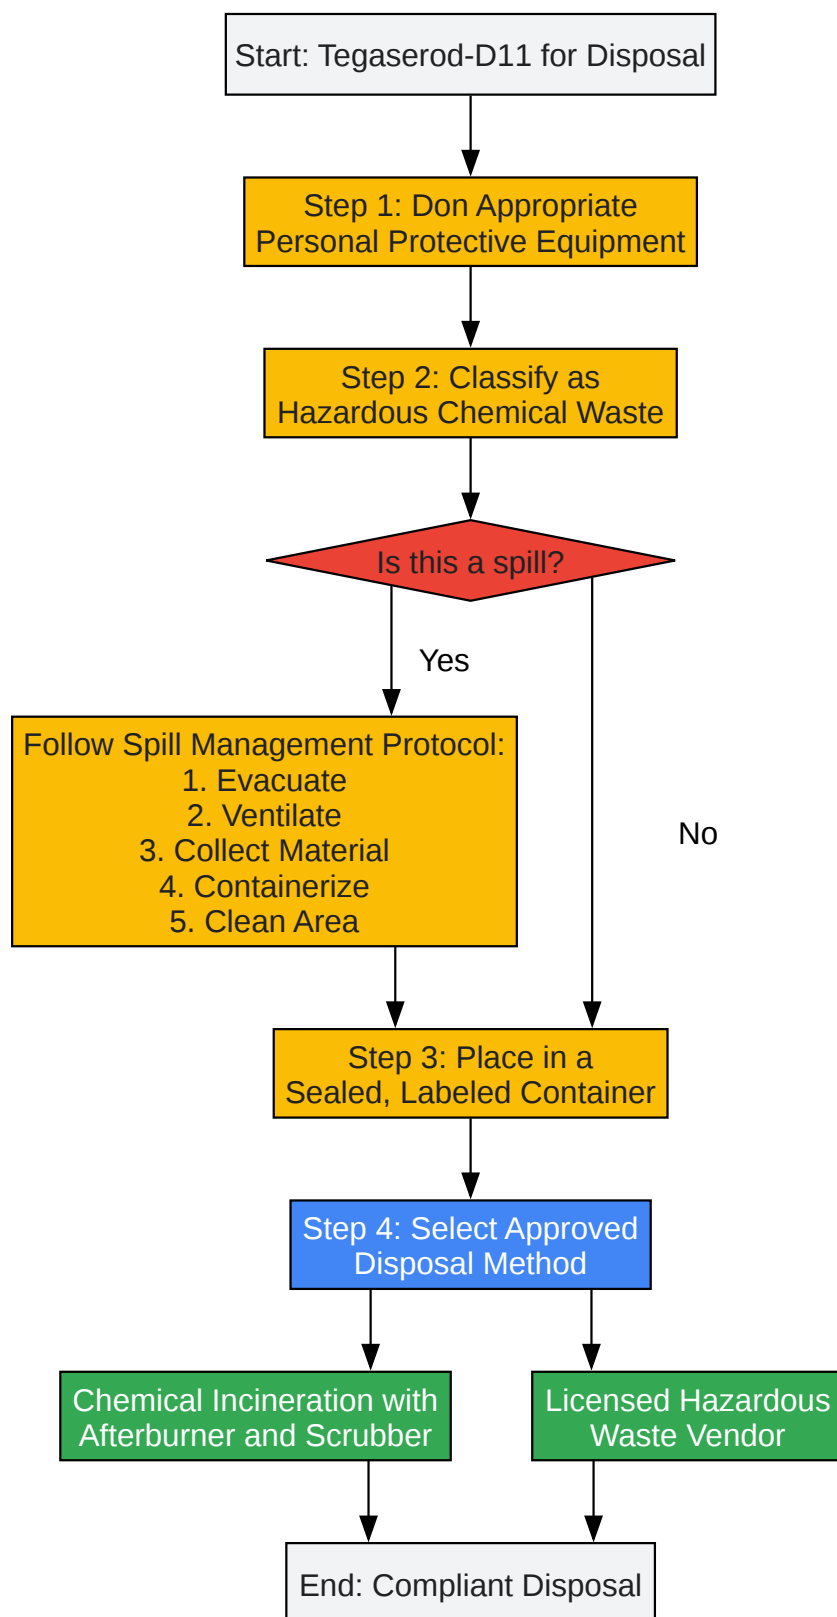 Start: Tegaserod-D11 for Disposal
Step 1: Don Appropriate
Personal Protective Equipment
Step 2: Classify as
Hazardous Chemical Waste
Is this a spill?
Yes
Follow Spill Management Protocol:
1. Evacuate
2. Ventilate
3. Collect Material
4. Containerize
5. Clean Area
No
Step 3: Place in a
Sealed, Labeled Container
Step 4: Select Approved
Disposal Method
Chemical Incineration with
Afterburner and Scrubber
Licensed Hazardous
Waste Vendor
End: Compliant Disposal